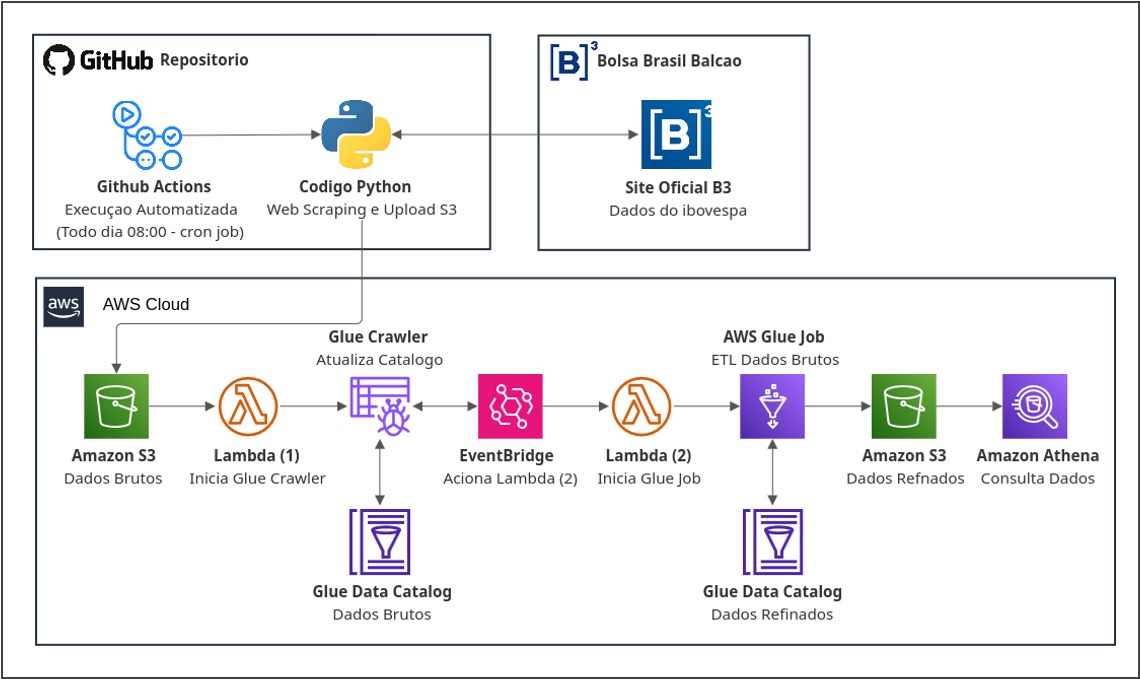 GitHub Repositorio
[B]³ Bolsa Brasil Balcao
[B]³
Github Actions
Execuçao Automatizada
(Todo dia 08:00 - cron job)
Codigo Python
Web Scraping e Upload S3
Site Oficial B3
Dados do ibovespa
aws AWS Cloud
Glue Crawler
Atualiza Catalogo
AWS Glue Job
ETL Dados Brutos
Amazon S3
Dados Brutos
Lambda (1)
Inicia Glue Crawler
EventBridge
Aciona Lambda (2)
Lambda (2)
Inicia Glue Job
Amazon S3
Dados Refnados
Amazon Athena
Consulta Dados
Glue Data Catalog
Dados Brutos
Glue Data Catalog
Dados Refinados